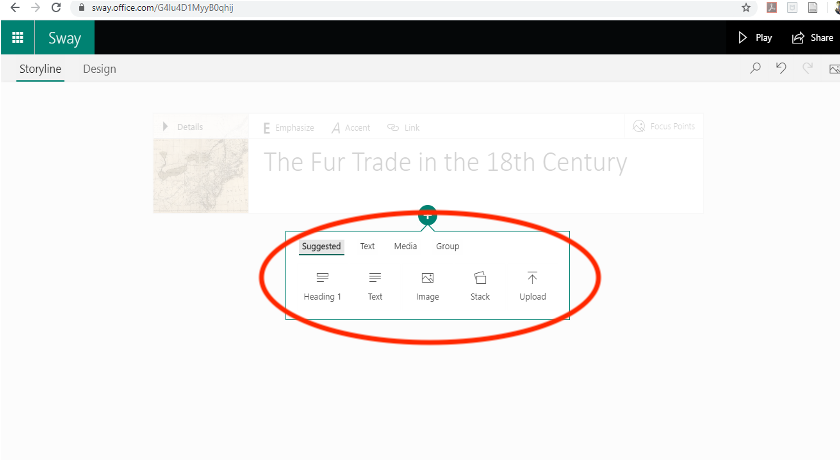 sway.office.com/G4Iu4D1MyyB0qhij
Sway
Play
Share
Storyline
Design
Details
E Emphasize
A Accent
Link
Focus Points
The Fur Trade in the 18th Century
Suggested
Text
Media
Group
Heading 1
Text
Image
Stack
Upload